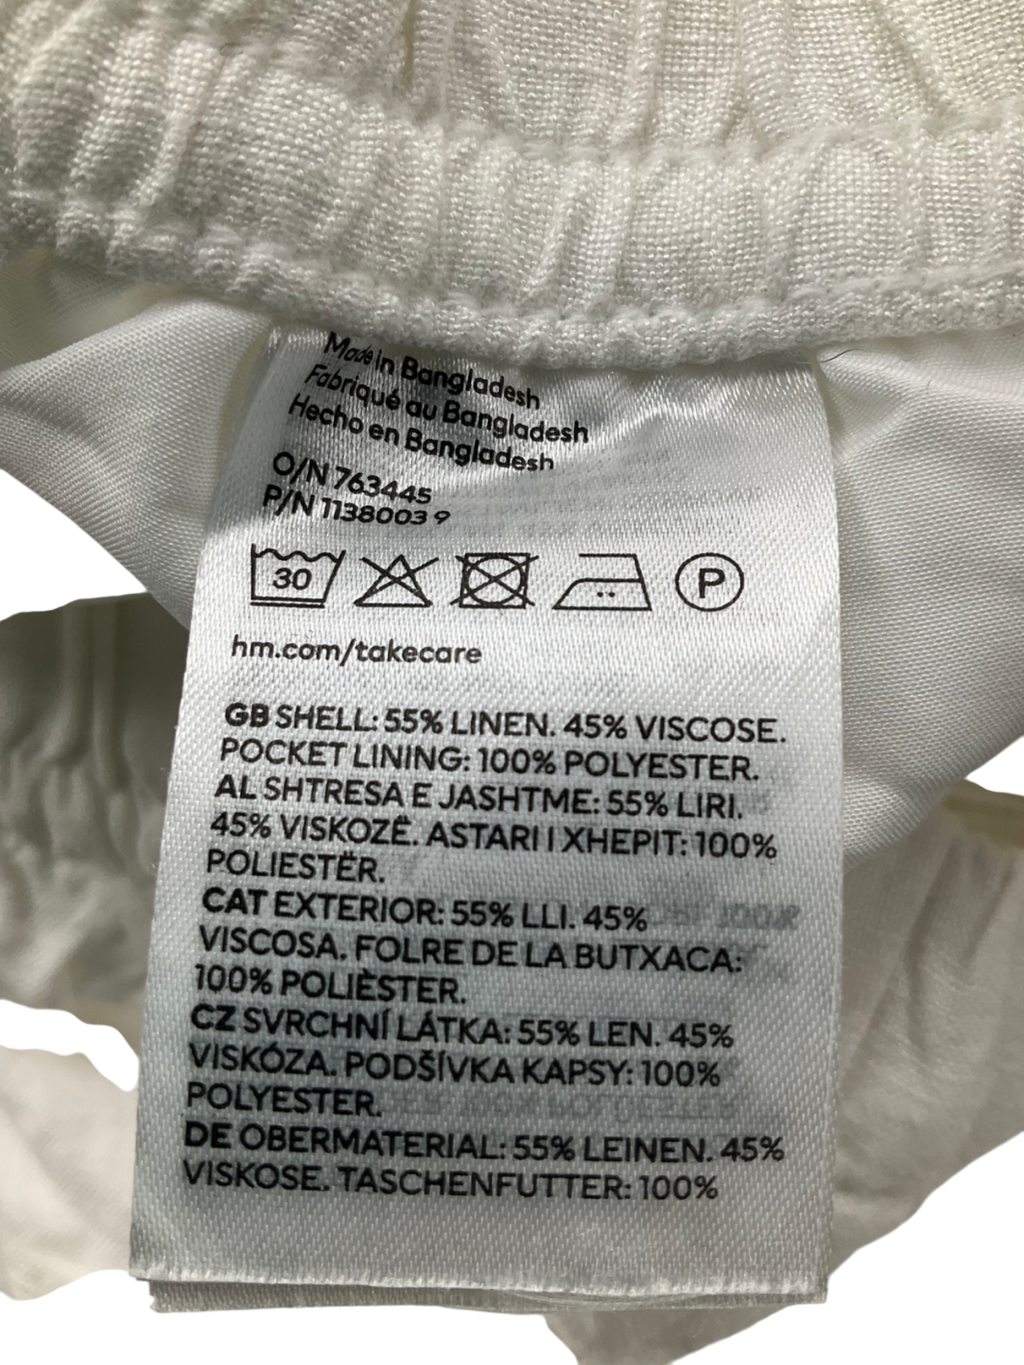 Made in Bangladesh
Fabriqué au Bangladesh
Hecho en Bangladesh
O/N 763445
P/N 1138003 9
30
P
hm.com/takecare
GB SHELL: 55% LINEN. 45% VISCOSE.
POCKET LINING: 100% POLYESTER.
AL SHTRESA E JASHTME: 55% LIRI.
45% VISKOZË. ASTARI I XHEPIT: 100%
POLIESTËR.
CAT EXTERIOR: 55% LLI. 45%
VISCOSA. FOLRE DE LA BUTXACA:
100% POLIÈSTER.
CZ SVRCHNÍ LÁTKA: 55% LEN. 45%
VISKÓZA. PODŠÍVKA KAPSY: 100%
POLYESTER.
DE OBERMATERIAL: 55% LEINEN. 45%
VISKOSE. TASCHENFUTTER: 100%